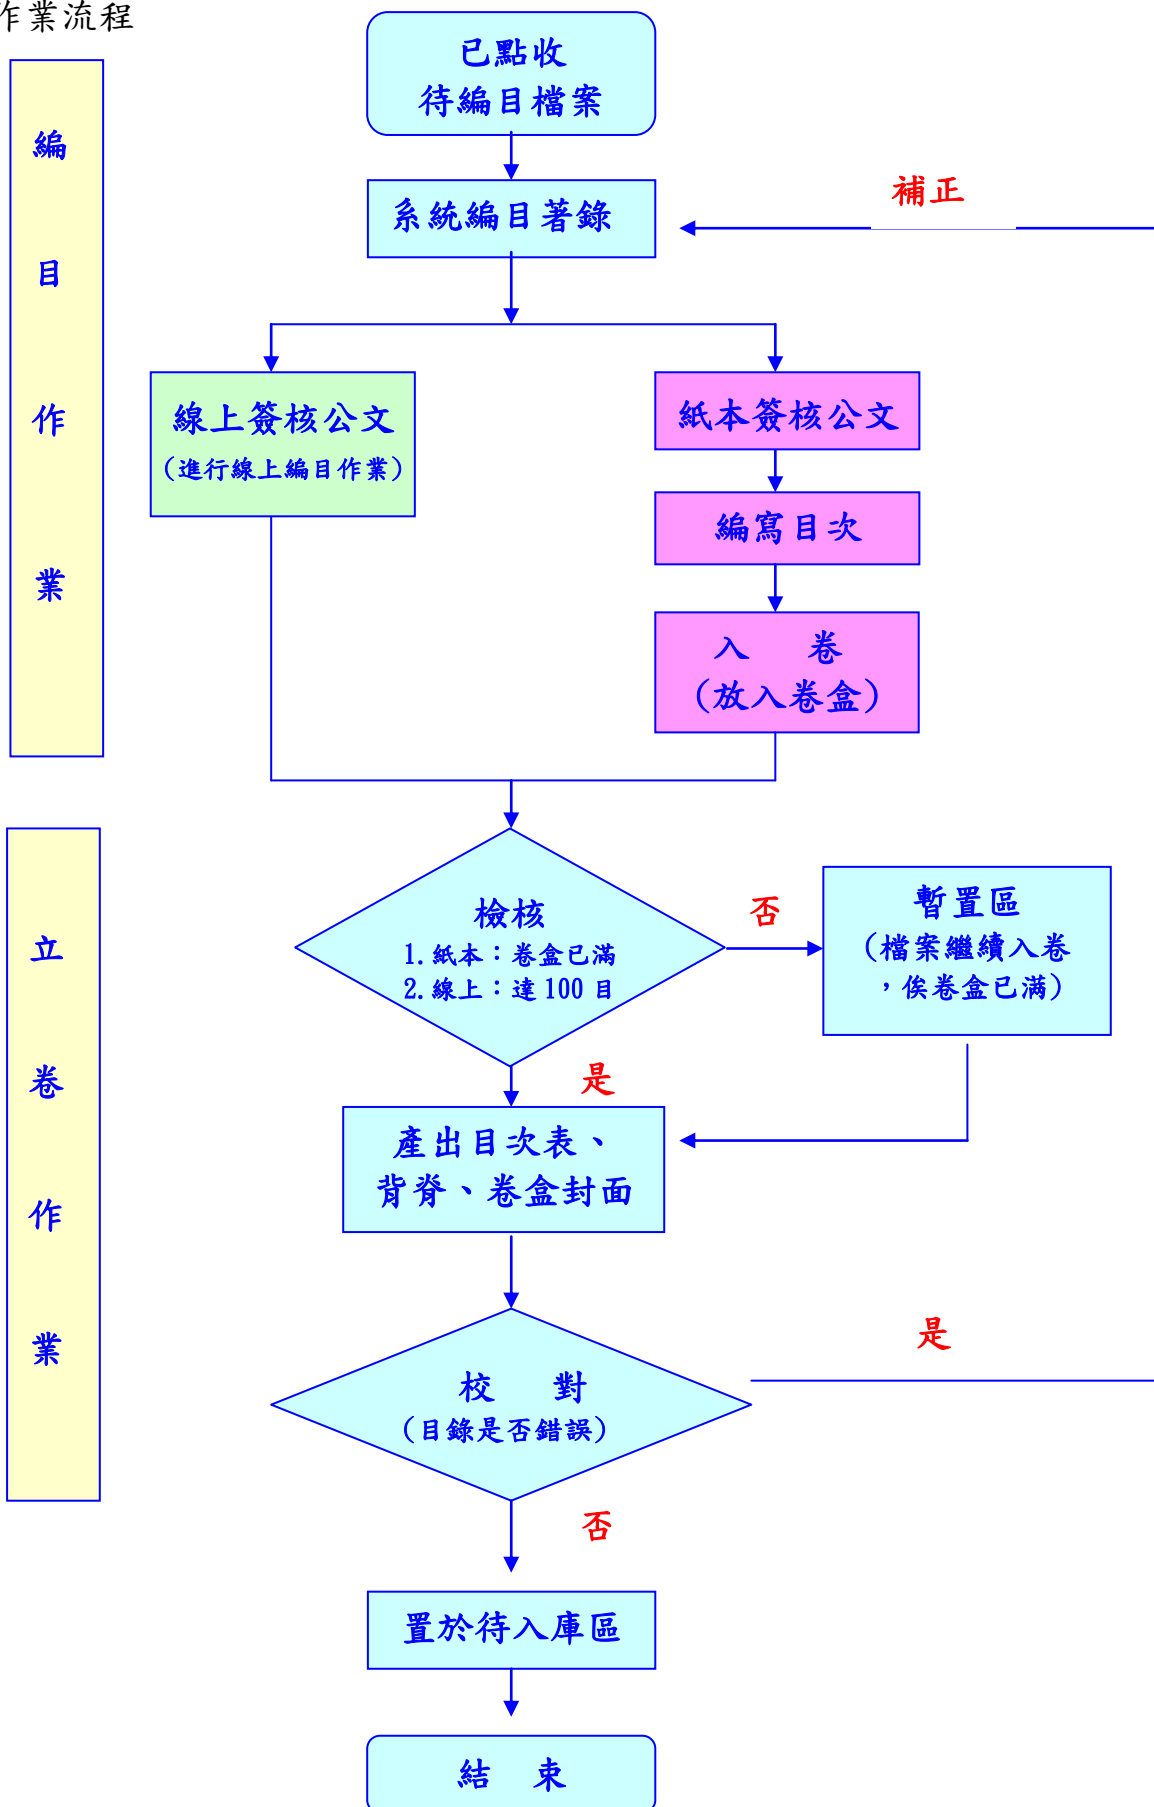 作業流程
已點收
待編目檔案
編
目
作
業
補正
系統編目著錄
線上簽核公文
(進行線上編目作業)
紙本簽核公文
編寫目次
入 卷
(放入卷盒)
立
卷
作
業
檢核
1.紙本：卷盒已滿
2.線上：達100目
否
暫置區
(檔案繼續入卷
，俟卷盒已滿)
是
產出目次表、
背脊、卷盒封面
校 對
(目錄是否錯誤)
是
否
置於待入庫區
結 束